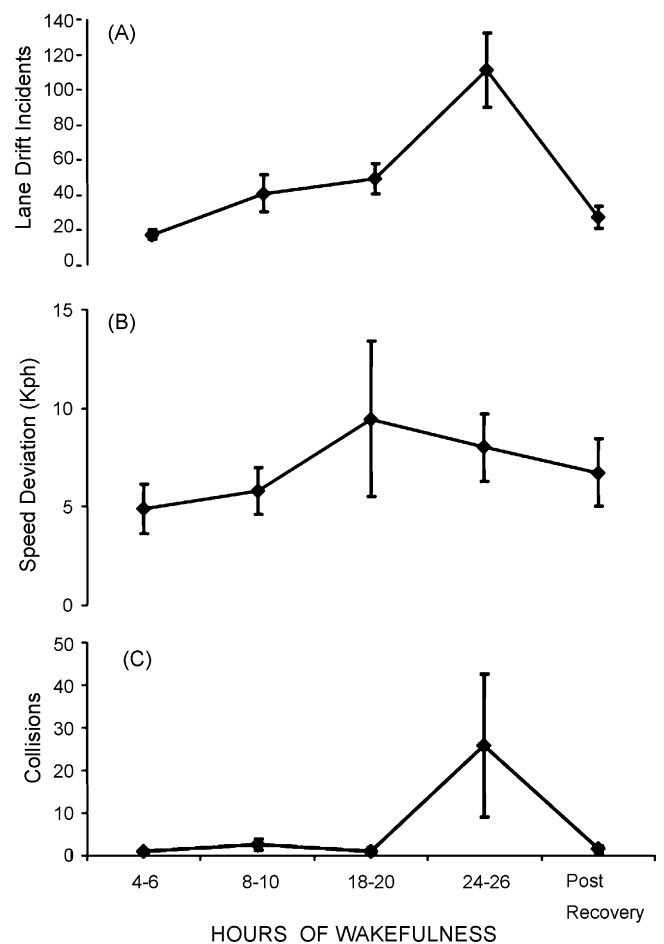 (A)
Lane Drift Incidents
140
120
100
80
60
40
20
0
(B)
Speed Deviation (Kph)
15
10
5
0
(C)
Collisions
50
40
30
20
10
0
4-6 8-10 18-20 24-26 Post
Recovery
HOURS OF WAKEFULNESS